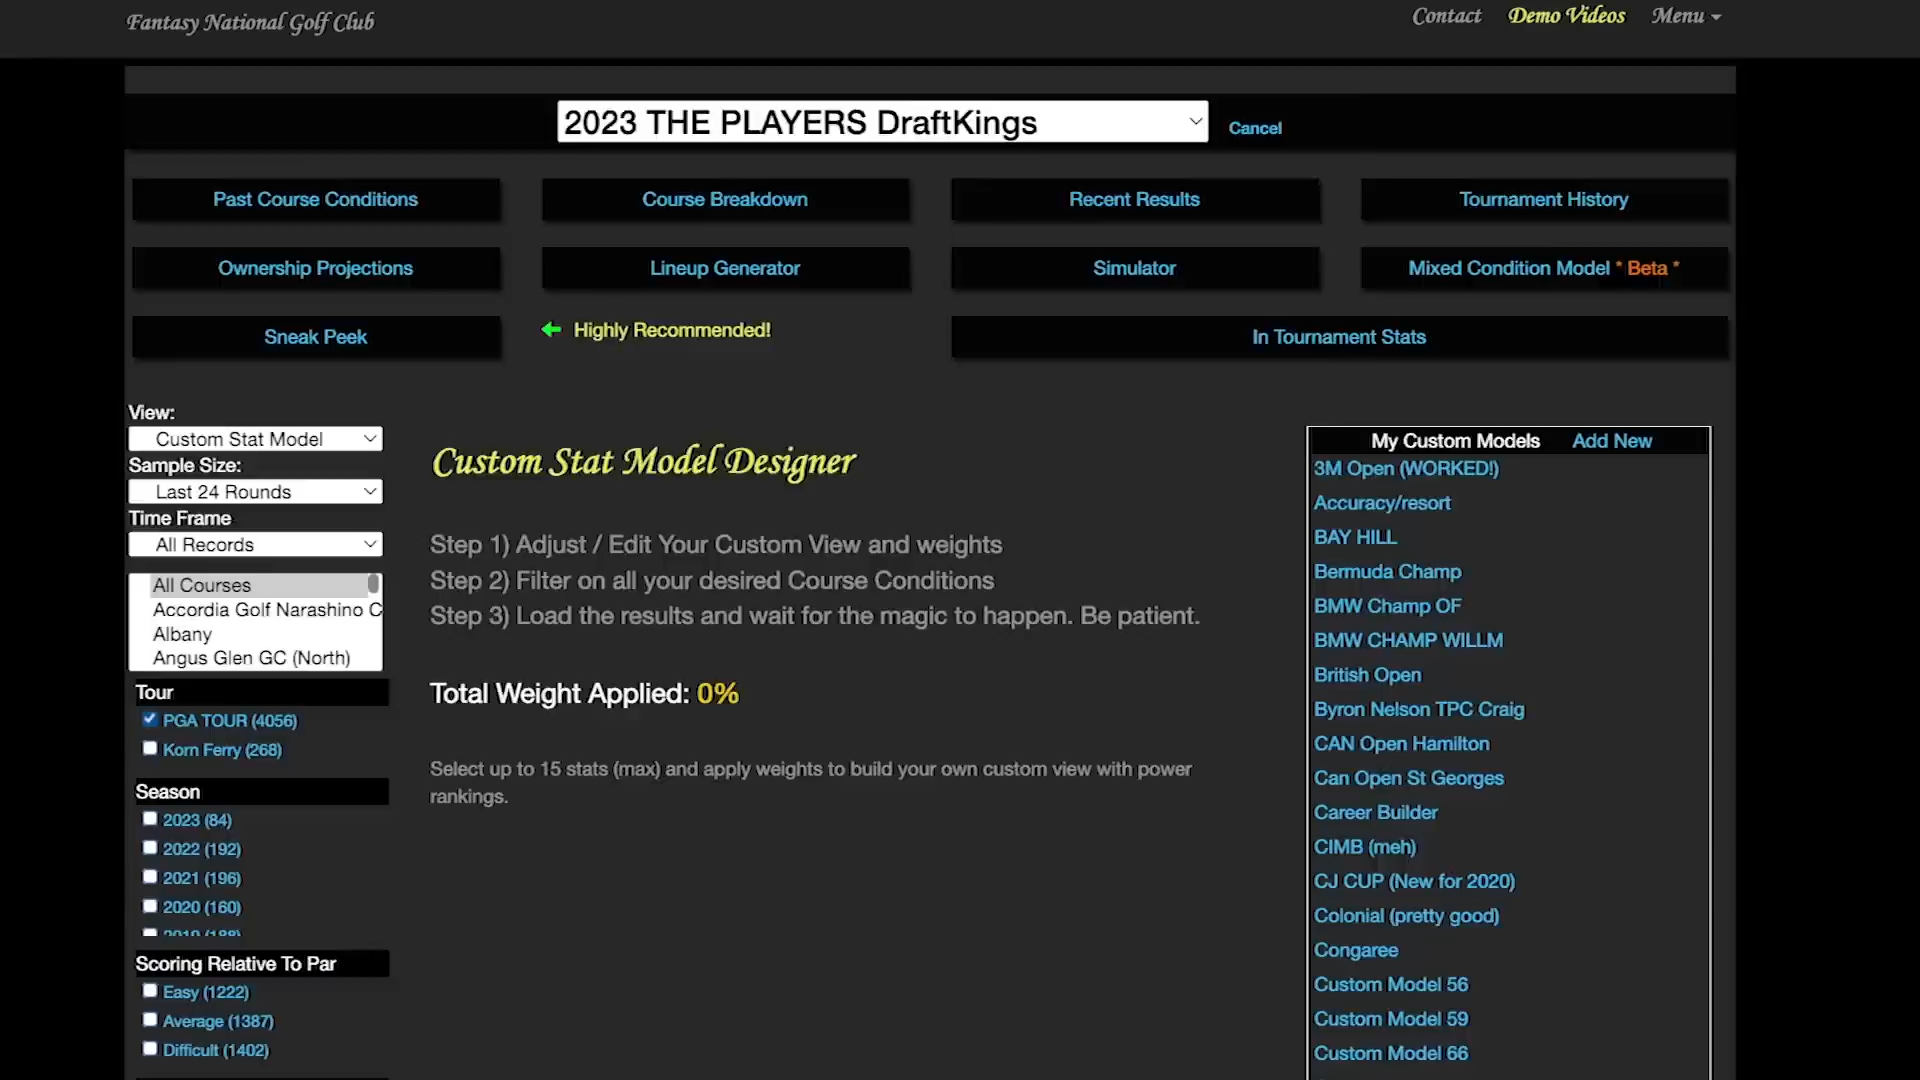 Fantasy National Golf Club
Contact
Demo Videos
Menu
2023 THE PLAYERS DraftKings
Cancel
Past Course Conditions
Course Breakdown
Recent Results
Tournament History
Ownership Projections
Lineup Generator
Simulator
Mixed Condition Model * Beta *
Sneak Peek
Highly Recommended!
In Tournament Stats
View:
Custom Stat Model
Sample Size:
Last 24 Rounds
Time Frame
All Records
All Courses
Accordia Golf Narashino C
Albany
Angus Glen GC (North)
Tour
PGA TOUR (4056)
Korn Ferry (268)
Season
2023 (84)
2022 (192)
2021 (196)
2020 (160)
2019 (188)
Scoring Relative To Par
Easy (1222)
Average (1387)
Difficult (1402)
Custom Stat Model Designer
Step 1) Adjust / Edit Your Custom View and weights
Step 2) Filter on all your desired Course Conditions
Step 3) Load the results and wait for the magic to happen. Be patient.
Total Weight Applied: 0%
Select up to 15 stats (max) and apply weights to build your own custom view with power
rankings.
My Custom Models
Add New
3M Open (WORKED!)
Accuracy/resort
BAY HILL
Bermuda Champ
BMW Champ OF
BMW CHAMP WILLM
British Open
Byron Nelson TPC Craig
CAN Open Hamilton
Can Open St Georges
Career Builder
CIMB (meh)
CJ CUP (New for 2020)
Colonial (pretty good)
Congaree
Custom Model 56
Custom Model 59
Custom Model 66